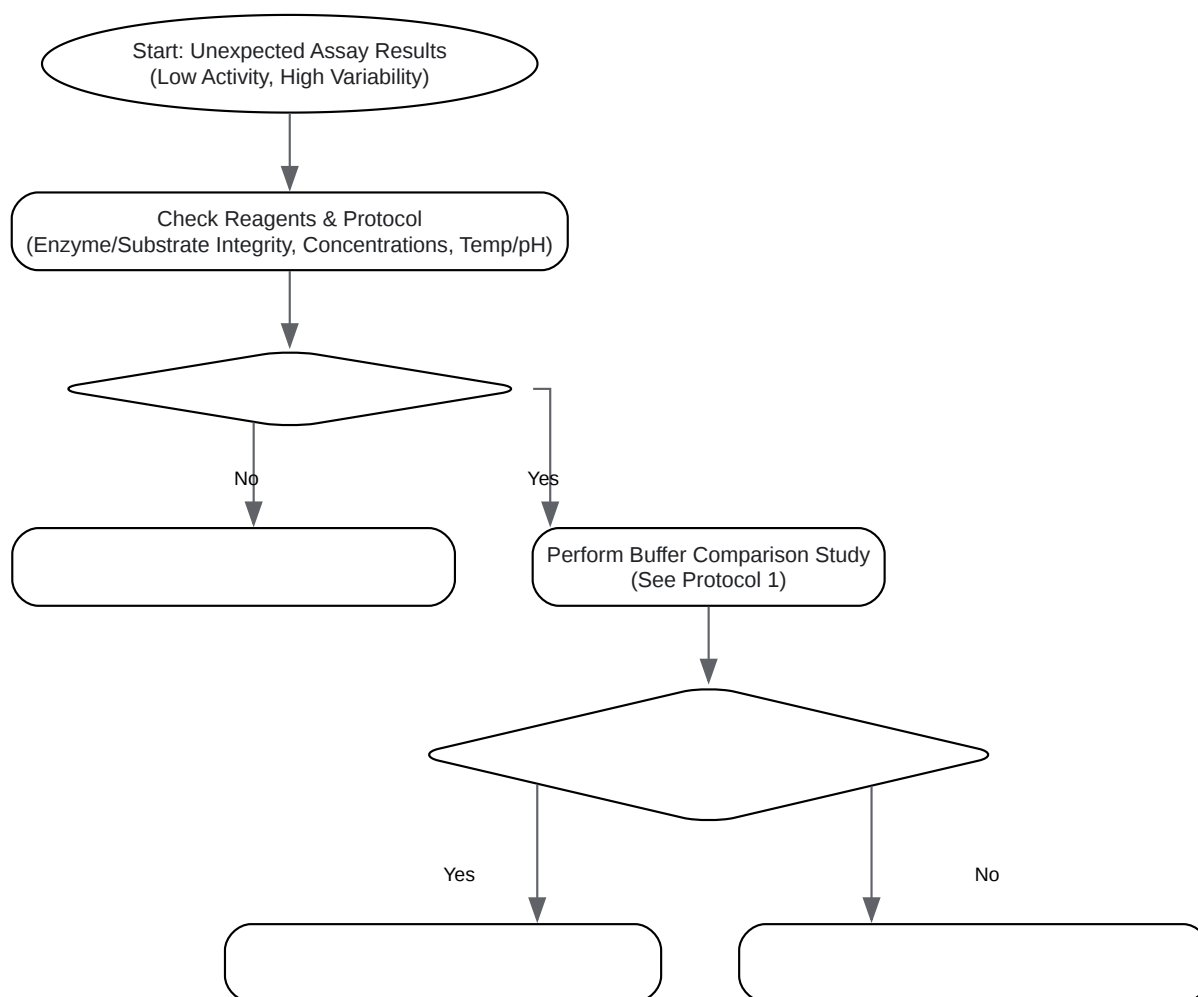 Start: Unexpected Assay Results
(Low Activity, High Variability)
Check Reagents & Protocol
(Enzyme/Substrate Integrity, Concentrations, Temp/pH)
No
Yes
Perform Buffer Comparison Study
(See Protocol 1)
Yes
No